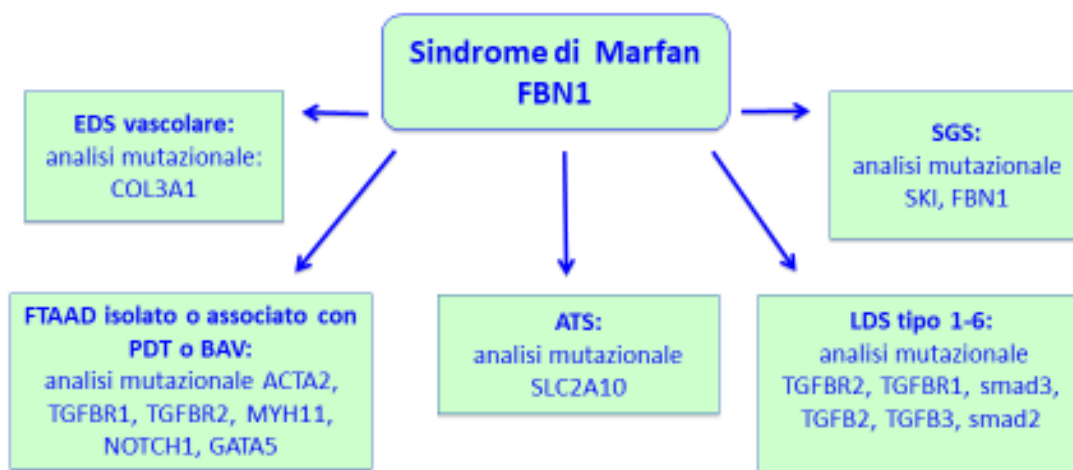 Sindrome di Marfan
FBN1
EDS vascolare:
analisi mutazionale:
COL3A1
SGS:
analisi mutazionale
SKI, FBN1
FTAAD isolato o associato con
PDT o BAV:
analisi mutazionale ACTA2,
TGFBR1, TGFBR2, MYH11,
NOTCH1, GATA5
ATS:
analisi mutazionale
SLC2A10
LDS tipo 1-6:
analisi mutazionale
TGFBR2, TGFBR1, smad3,
TGFB2, TGFB3, smad2